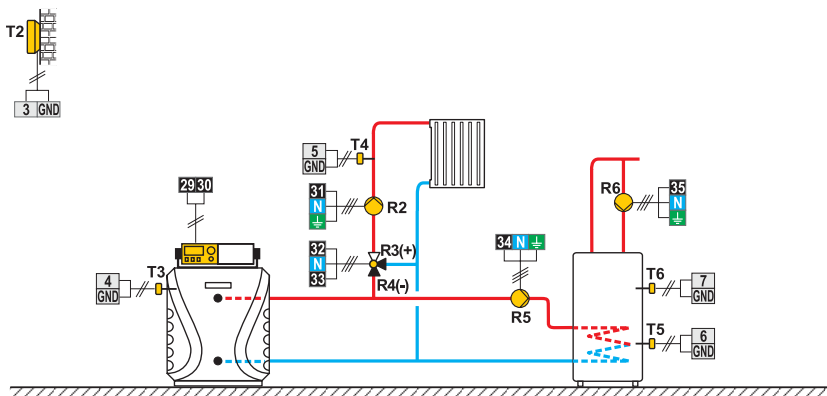 T2
3 GND
29 30
5
GND
T4
31
N
R2
32
N
33
R3(+)
R4(-)
4
GND
T3
34 N
R5
R6
35
N
T6
7
GND
T5
6
GND